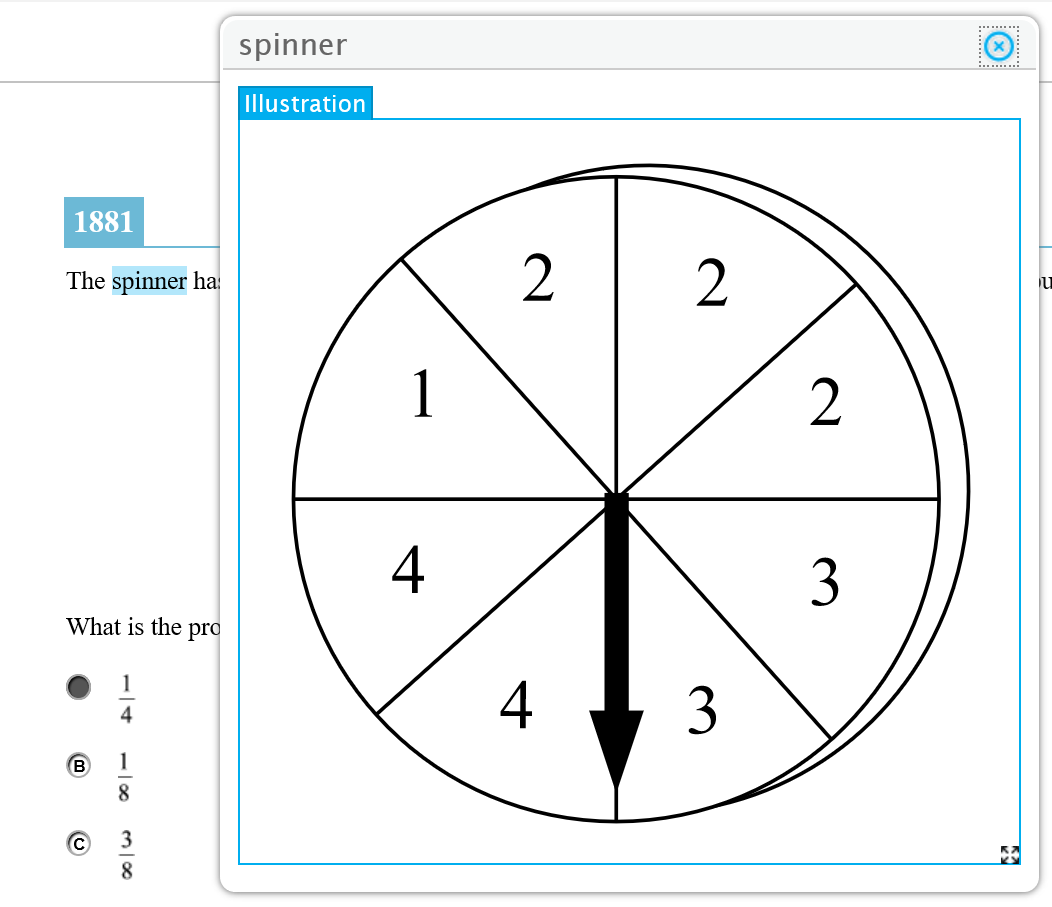 spinner
Illustration
1881
The spinner has
2 2
1 2
4 3
4 3
What is the pro
1
4
B 1
8
C 3
8